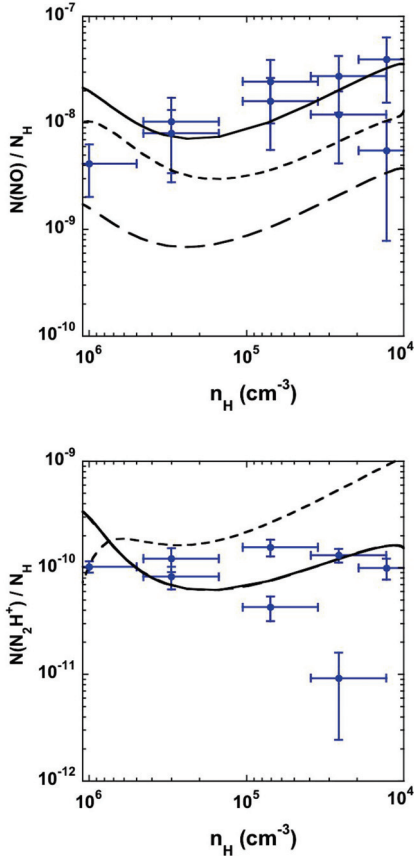 10⁻⁷
10⁻⁸
10⁻⁹
10⁻¹⁰
N(NO) / N_H
10⁶ 10⁵ 10⁴
n_H (cm⁻³)
10⁻⁹
10⁻¹⁰
10⁻¹¹
10⁻¹²
N(N₂H⁺) / N_H
10⁶ 10⁵ 10⁴
n_H (cm⁻³)